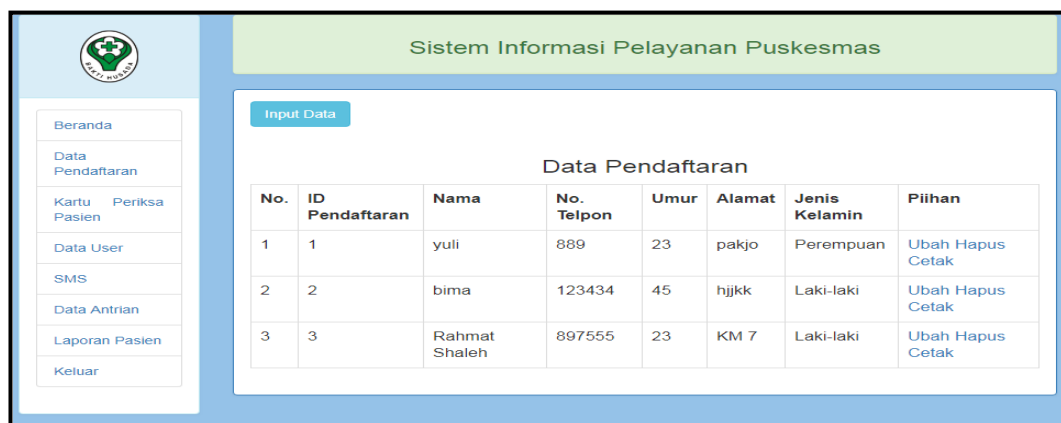 BAKTI HUSADA
Sistem Informasi Pelayanan Puskesmas
Beranda
Data
Pendaftaran
Kartu Periksa
Pasien
Data User
SMS
Data Antrian
Laporan Pasien
Keluar
Input Data
Data Pendaftaran
No. ID Nama No. Umur Alamat Jenis Piihan
Pendaftaran Telpon Kelamin
1 1 yuli 889 23 pakjo Perempuan Ubah Hapus
Cetak
2 2 bima 123434 45 hjjkk Laki-laki Ubah Hapus
Cetak
3 3 Rahmat 897555 23 KM 7 Laki-laki Ubah Hapus
Shaleh Cetak